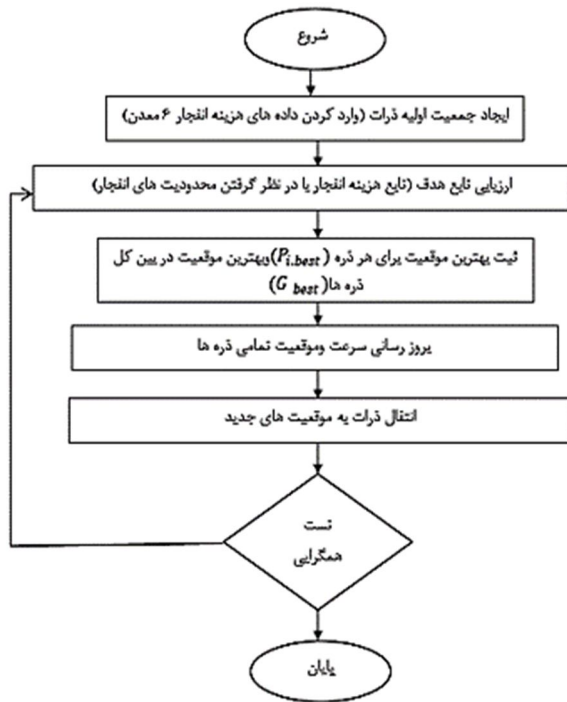 شروع
ایجاد جمعیت اولیه ذرات (وارد کردن داده های هزینه انفجار ۶ معدن)
ارزیابی تابع هدف (تابع هزینه انفجار با در نظر گرفتن محدودیت های انفجار)
ثبت بهترین موقعیت برای هر ذره (P_{i.best}) وبهترین موقعیت در بین کل
ذره ها (G_{best})
بروز رسانی سرعت وموقعیت تمامی ذره ها
انتقال ذرات به موقعیت های جدید
تست
همگرایی
پایان